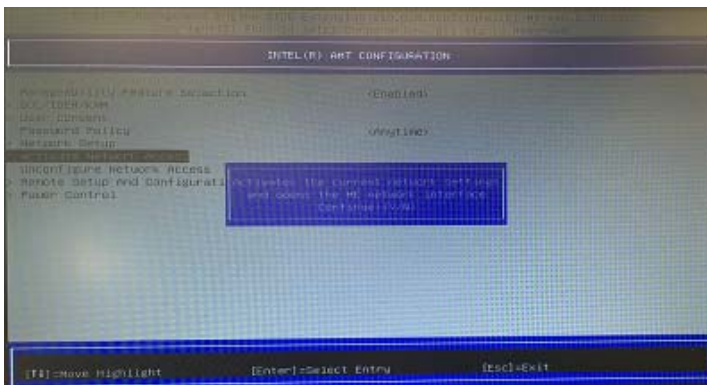 INTEL(R) AMT CONFIGURATION
Manageability Feature Selection <Enabled>
> SOL/IDER/KVM
> User Consent
Password Policy <Anytime>
> Network Setup
Activate Network Access
Unconfigure Network Access
> Remote Setup And Configurati
> Power Control
Activates the current network settings
and opens the ME network interface
Continue: (Y/N)
[↑↓]=Move Highlight [Enter]=Select Entry [Esc]=Exit